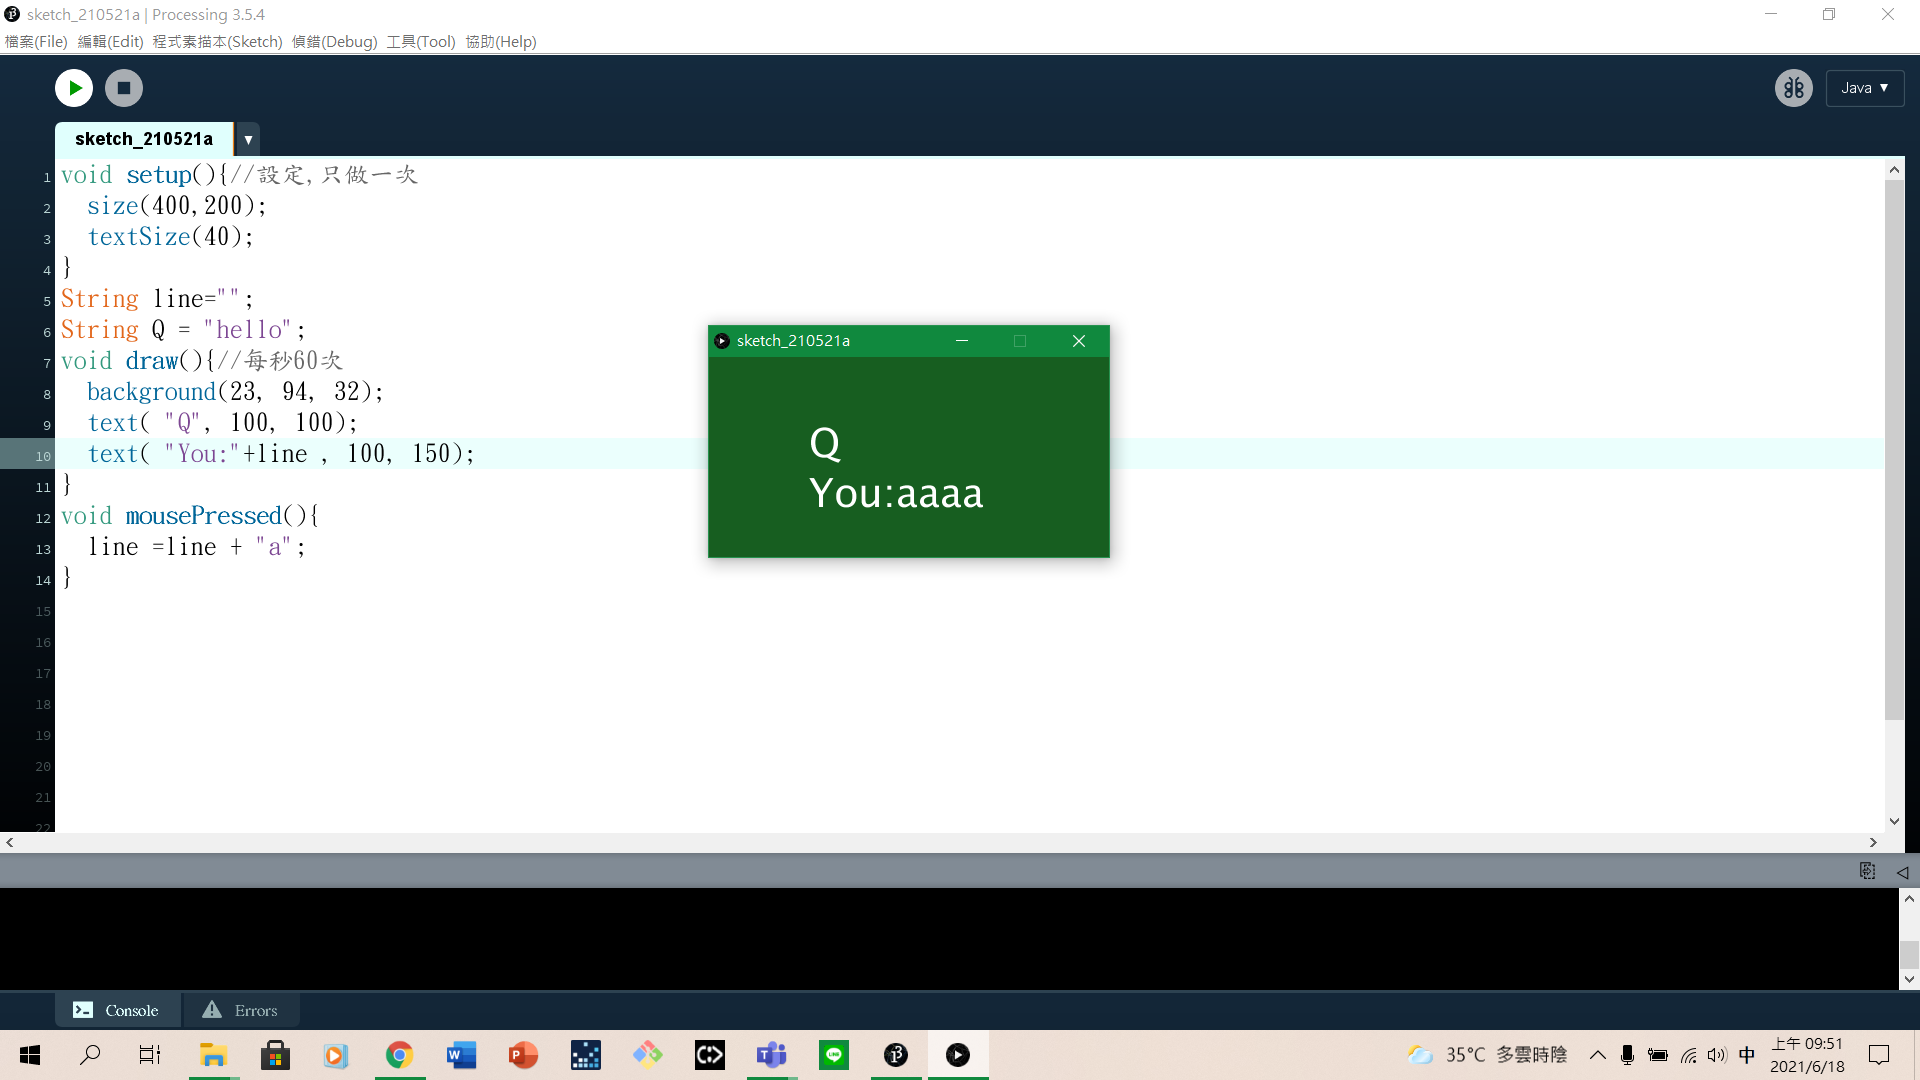 sketch_210521a | Processing 3.5.4
檔案(File) 編輯(Edit) 程式素描本(Sketch) 偵錯(Debug) 工具(Tool) 協助(Help)
Java ▼
sketch_210521a ▼
1 void setup(){//設定,只做一次
2 size(400,200);
3 textSize(40);
4 }
5 String line="";
6 String Q = "hello";
7 void draw(){//每秒60次
8 background(23, 94, 32);
9 text( "Q", 100, 100);
10 text( "You:"+line , 100, 150);
11 }
12 void mousePressed(){
13 line =line + "a";
14 }
15
16
17
18
19
20
21
22
sketch_210521a
Q
You:aaaa
Console Errors
35°C 多雲時陰 中 上午 09:51
2021/6/18